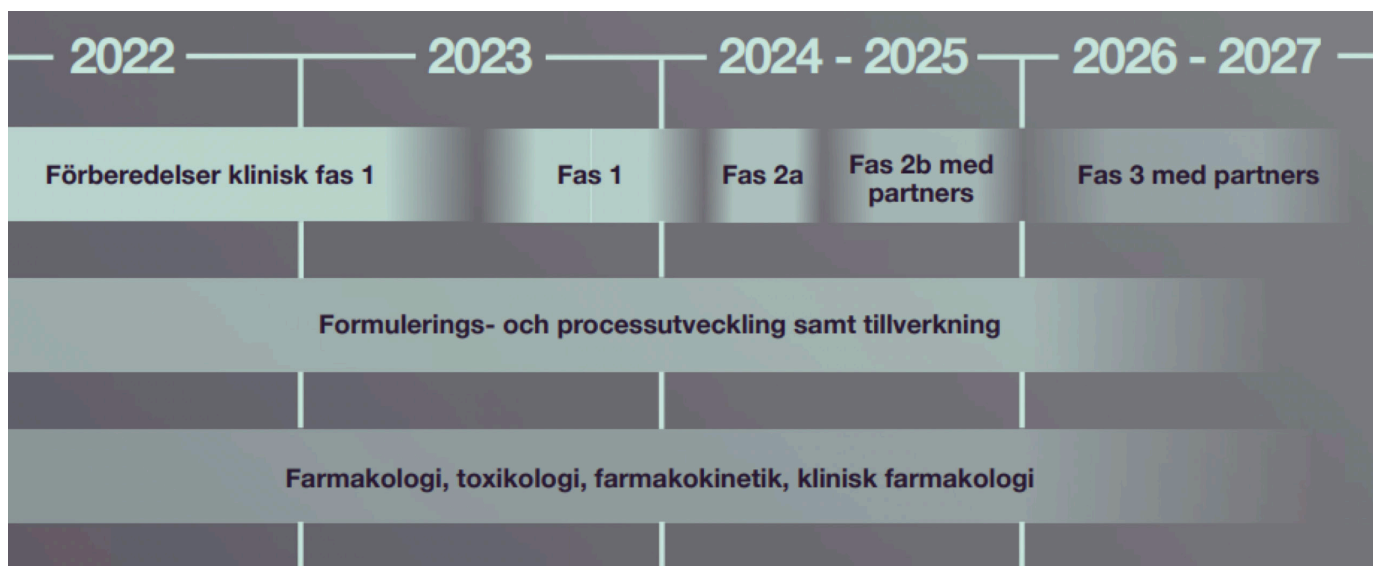 2022 2023 2024 - 2025 2026 - 2027
Förberedelser klinisk fas 1
Fas 1
Fas 2a
Fas 2b med
partners
Fas 3 med partners
Formulerings- och processutveckling samt tillverkning
Farmakologi, toxikologi, farmakokinetik, klinisk farmakologi